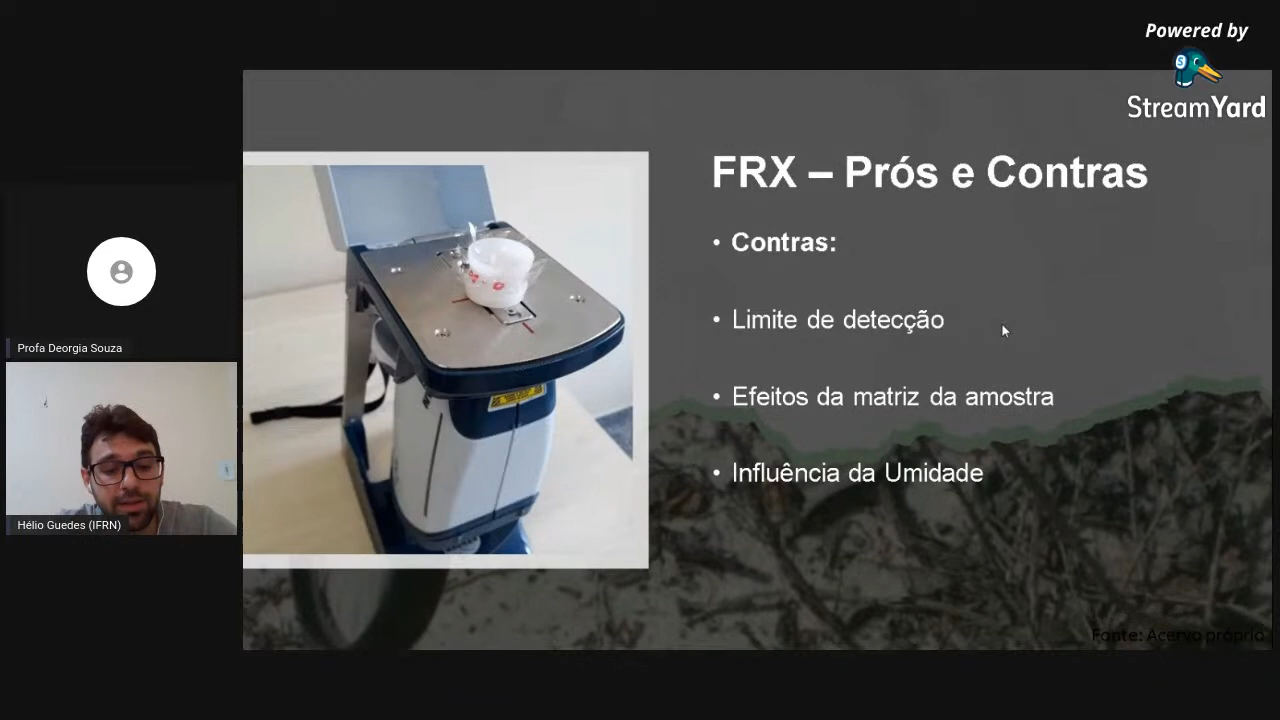 Powered by
StreamYard
FRX – Prós e Contras
• Contras:
• Limite de detecção
• Efeitos da matriz da amostra
• Influência da Umidade
Profa Deorgia Souza
Hélio Guedes (IFRN)
Fonte: Acervo próprio